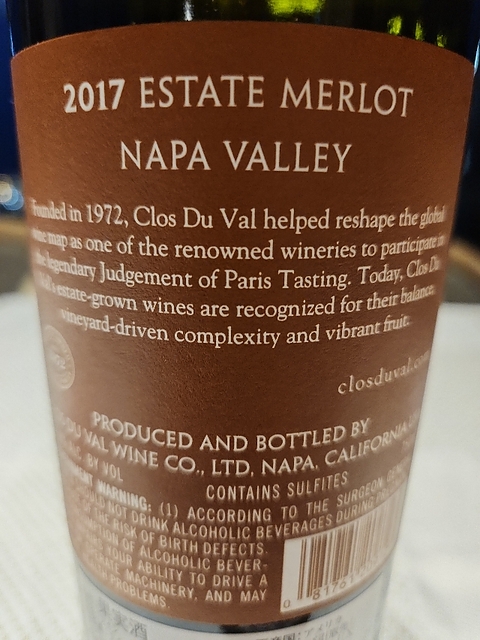 2017 ESTATE MERLOT
NAPA VALLEY
Founded in 1972, Clos Du Val helped reshape the global
map as one of the renowned wineries to participate in
legendary Judgement of Paris Tasting. Today, Clos Du
estate-grown wines are recognized for their balance,
vineyard-driven complexity and vibrant fruit.
closduval.com
PRODUCED AND BOTTLED BY
DU VAL WINE CO., LTD, NAPA, CALIFORNIA
BY VOL
CONTAINS SULFITES
WARNING: (1) ACCORDING TO THE SURGEON
NOT DRINK ALCOHOLIC BEVERAGES DURING
THE RISK OF BIRTH DEFECTS.
OF ALCOHOLIC BEVER-
YOUR ABILITY TO DRIVE A
MACHINERY, AND MAY
PROBLEMS.